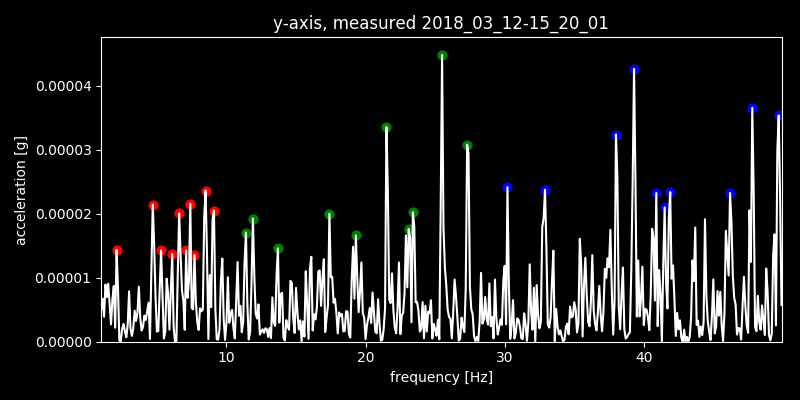 y-axis, measured 2018_03_12-15_20_01
0.00004
0.00003
0.00002
0.00001
0.00000
acceleration [g]
10 20 30 40
frequency [Hz]